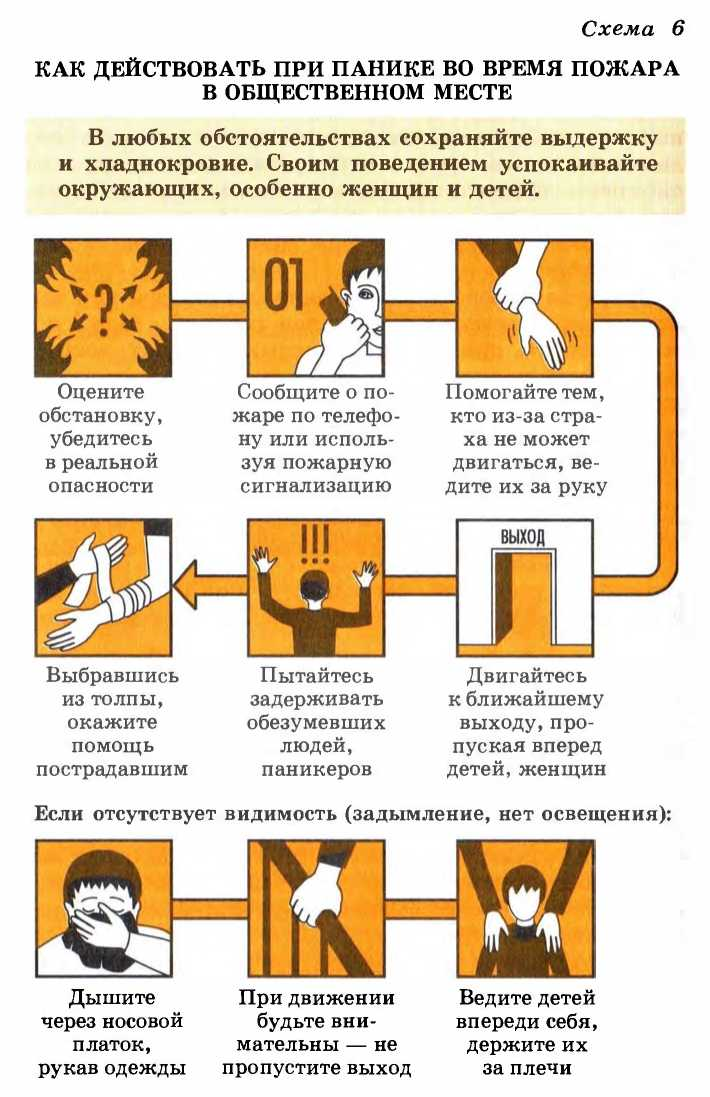 Схема 6
КАК ДЕЙСТВОВАТЬ ПРИ ПАНИКЕ ВО ВРЕМЯ ПОЖАРА
В ОБЩЕСТВЕННОМ МЕСТЕ
В любых обстоятельствах сохраняйте выдержку
и хладнокровие. Своим поведением успокаивайте
окружающих, особенно женщин и детей.
?
Оцените
обстановку,
убедитесь
в реальной
опасности
01
Сообщите о по-
жаре по телефо-
ну или исполь-
зуя пожарную
сигнализацию
Помогайте тем,
кто из-за стра-
ха не может
двигаться, ве-
дите их за руку
Выбравшись
из толпы,
окажите
помощь
пострадавшим
!!!
Пытайтесь
задерживать
обезумевших
людей,
паникеров
ВЫХОД
Двигайтесь
к ближайшему
выходу, про-
пуская вперед
детей, женщин
Если отсутствует видимость (задымление, нет освещения):
Дышите
через носовой
платок,
рукав одежды
При движении
будьте вни-
мательны — не
пропустите выход
Ведите детей
впереди себя,
держите их
за плечи